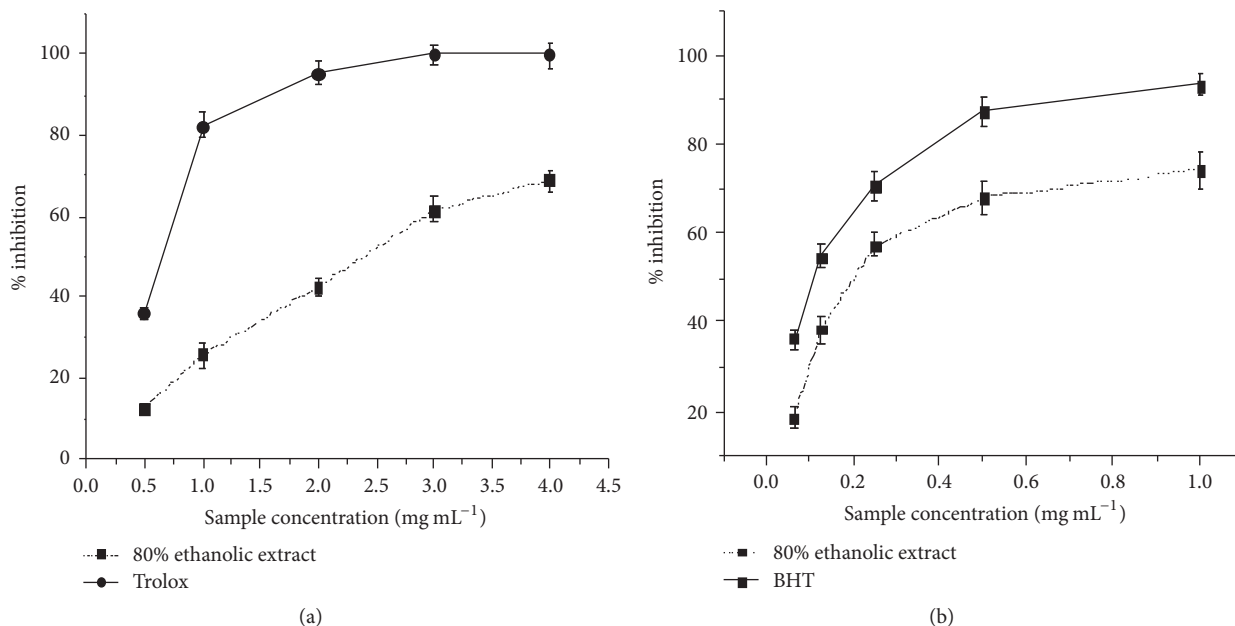 100
80
60
40
20
0
% inhibition
0.0 0.5 1.0 1.5 2.0 2.5 3.0 3.5 4.0 4.5
Sample concentration (mg mL⁻¹)
80% ethanolic extract
Trolox
(a)
100
80
60
40
20
% inhibition
0.0 0.2 0.4 0.6 0.8 1.0
Sample concentration (mg mL⁻¹)
80% ethanolic extract
BHT
(b)